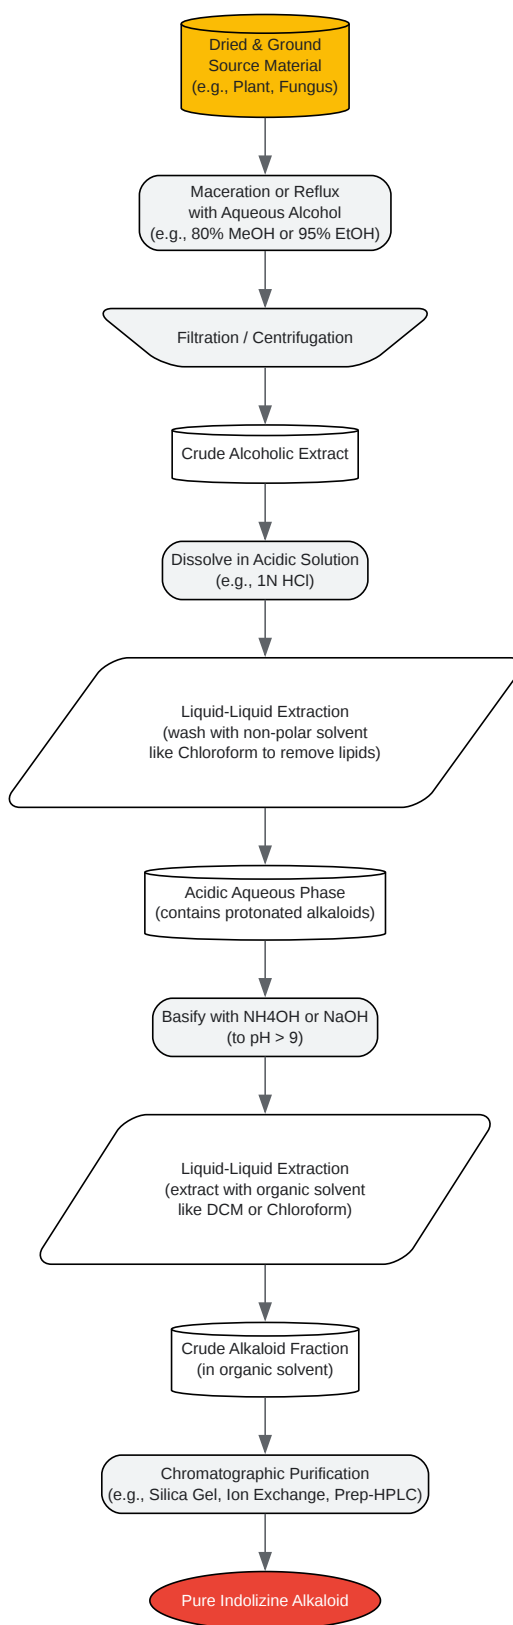 Dried & Ground
Source Material
(e.g., Plant, Fungus)
Maceration or Reflux
with Aqueous Alcohol
(e.g., 80% MeOH or 95% EtOH)
Filtration / Centrifugation
Crude Alcoholic Extract
Dissolve in Acidic Solution
(e.g., 1N HCl)
Liquid-Liquid Extraction
(wash with non-polar solvent
like Chloroform to remove lipids)
Acidic Aqueous Phase
(contains protonated alkaloids)
Basify with NH4OH or NaOH
(to pH > 9)
Liquid-Liquid Extraction
(extract with organic solvent
like DCM or Chloroform)
Crude Alkaloid Fraction
(in organic solvent)
Chromatographic Purification
(e.g., Silica Gel, Ion Exchange, Prep-HPLC)
Pure Indolizine Alkaloid